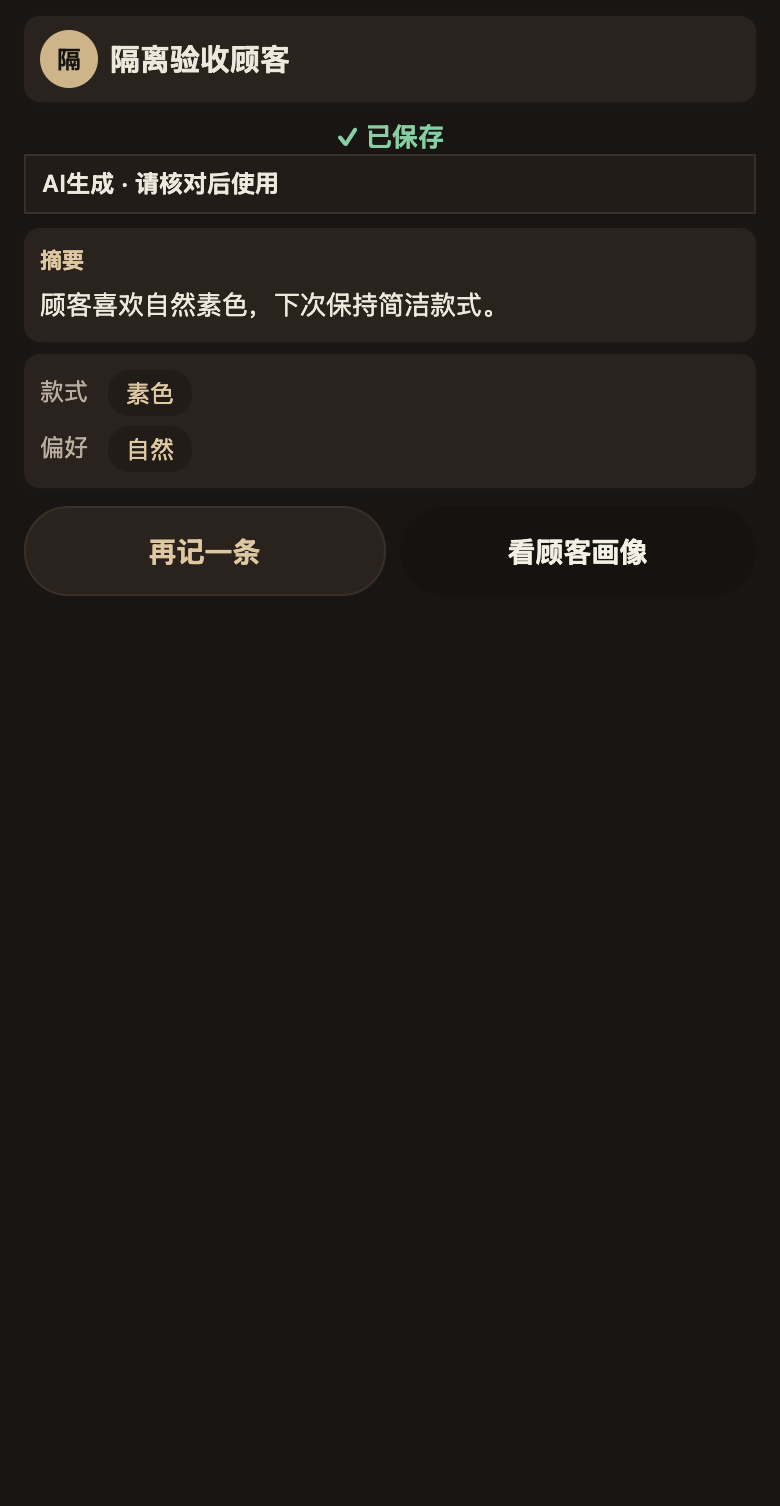 隔 隔离验收顾客
✓ 已保存
AI生成 · 请核对后使用
摘要
顾客喜欢自然素色，下次保持简洁款式。
款式 素色
偏好 自然
再记一条 看顾客画像